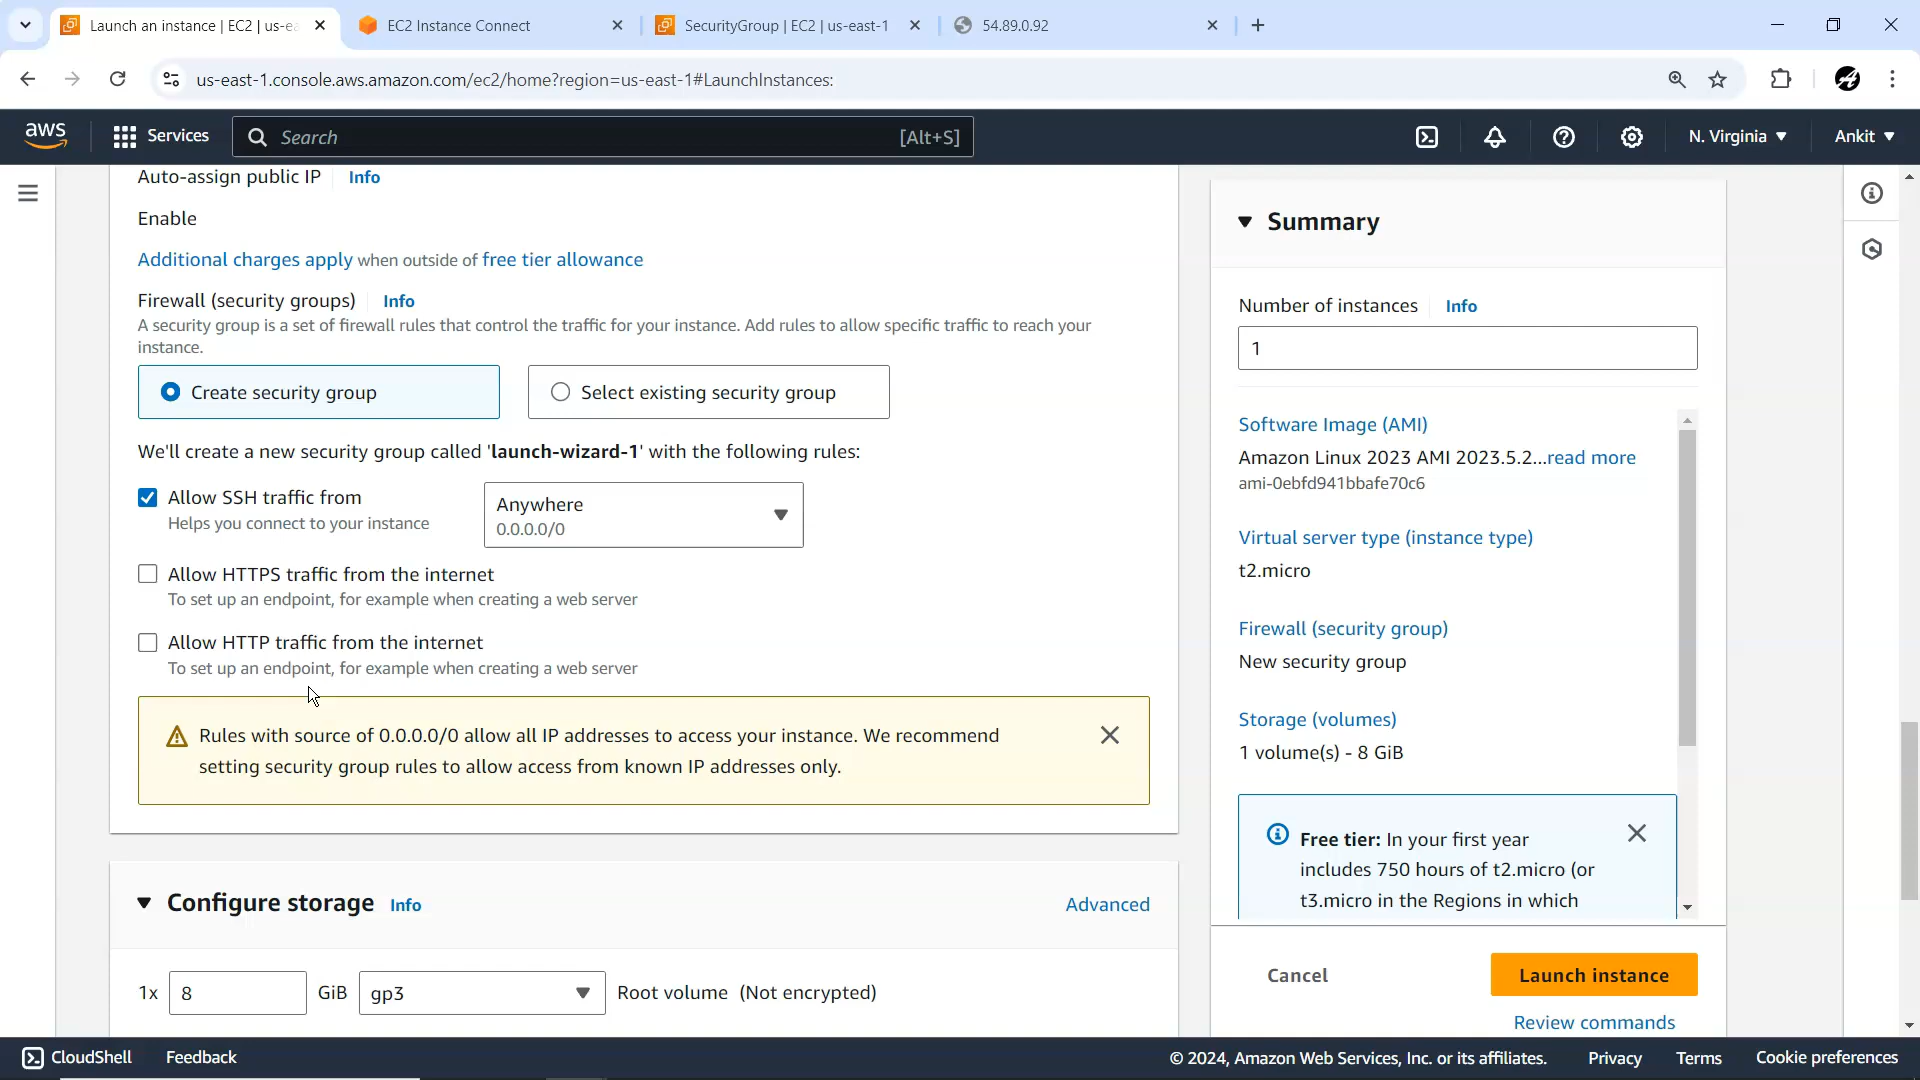 Launch an instance | EC2 | us-ea
EC2 Instance Connect
SecurityGroup | EC2 | us-east-1
54.89.0.92
us-east-1.console.aws.amazon.com/ec2/home?region=us-east-1#LaunchInstances:
aws
Services
Search
[Alt+S]
N. Virginia
Ankit
Auto-assign public IP
Info
Enable
Additional charges apply when outside of free tier allowance
Firewall (security groups)
Info
A security group is a set of firewall rules that control the traffic for your instance. Add rules to allow specific traffic to reach your
instance.
Create security group
Select existing security group
We'll create a new security group called 'launch-wizard-1' with the following rules:
Allow SSH traffic from
Helps you connect to your instance
Anywhere
0.0.0.0/0
Allow HTTPS traffic from the internet
To set up an endpoint, for example when creating a web server
Allow HTTP traffic from the internet
To set up an endpoint, for example when creating a web server
Rules with source of 0.0.0.0/0 allow all IP addresses to access your instance. We recommend
setting security group rules to allow access from known IP addresses only.
Configure storage
Info
Advanced
1x
8
GiB
gp3
Root volume (Not encrypted)
Summary
Number of instances
Info
1
Software Image (AMI)
Amazon Linux 2023 AMI 2023.5.2...read more
ami-0ebfd941bbafe70c6
Virtual server type (instance type)
t2.micro
Firewall (security group)
New security group
Storage (volumes)
1 volume(s) - 8 GiB
Free tier: In your first year
includes 750 hours of t2.micro (or
t3.micro in the Regions in which
Cancel
Launch instance
Review commands
CloudShell
Feedback
© 2024, Amazon Web Services, Inc. or its affiliates.
Privacy
Terms
Cookie preferences